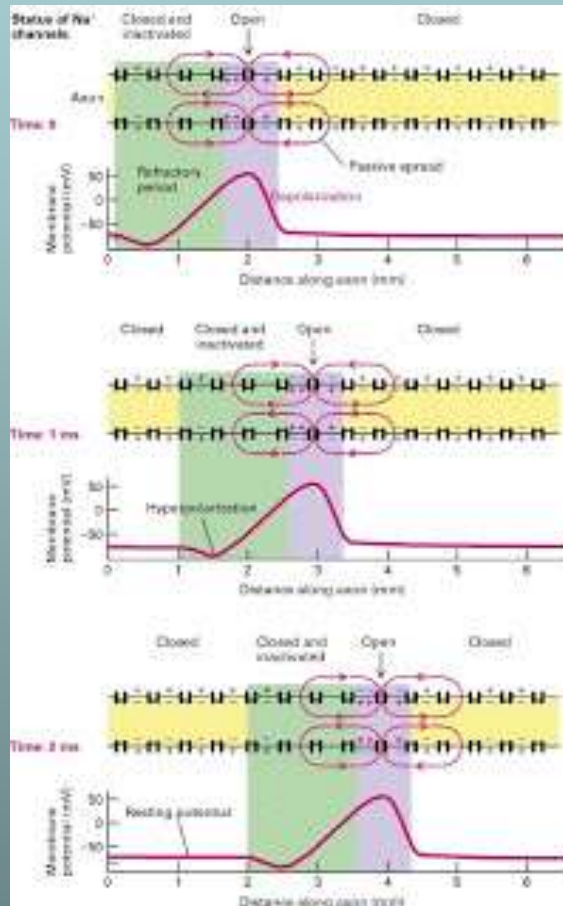 Status of Na+ channels:
Closed and inactivated
Open
Closed
Axon
Time: 0
Passive spread
Refractory period
Depolarization
Membrane potential (mV)
50
0
−50
0 1 2 3 4 5 6
Distance along axon (mm)
Closed
Closed and inactivated
Open
Closed
Time: 1 ms
Hyperpolarization
Membrane potential (mV)
50
0
−50
0 1 2 3 4 5 6
Distance along axon (mm)
Closed
Closed and inactivated
Open
Closed
Time: 2 ms
Resting potential
Membrane potential (mV)
50
0
−50
0 1 2 3 4 5 6
Distance along axon (mm)